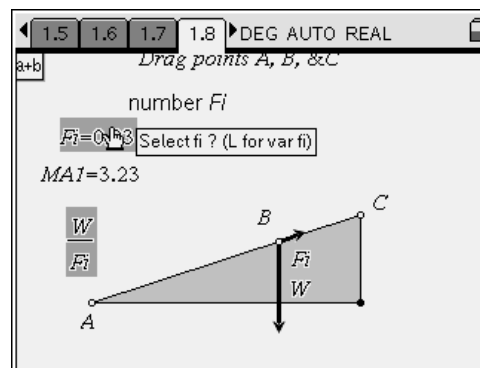 1.5 1.6 1.7 1.8 DEG AUTO REAL
a+b
Drag points A, B, &C
number Fi
Select fi ? (L for var fi)
MA1=3.23
W
Fi
B
C
Fi
W
A